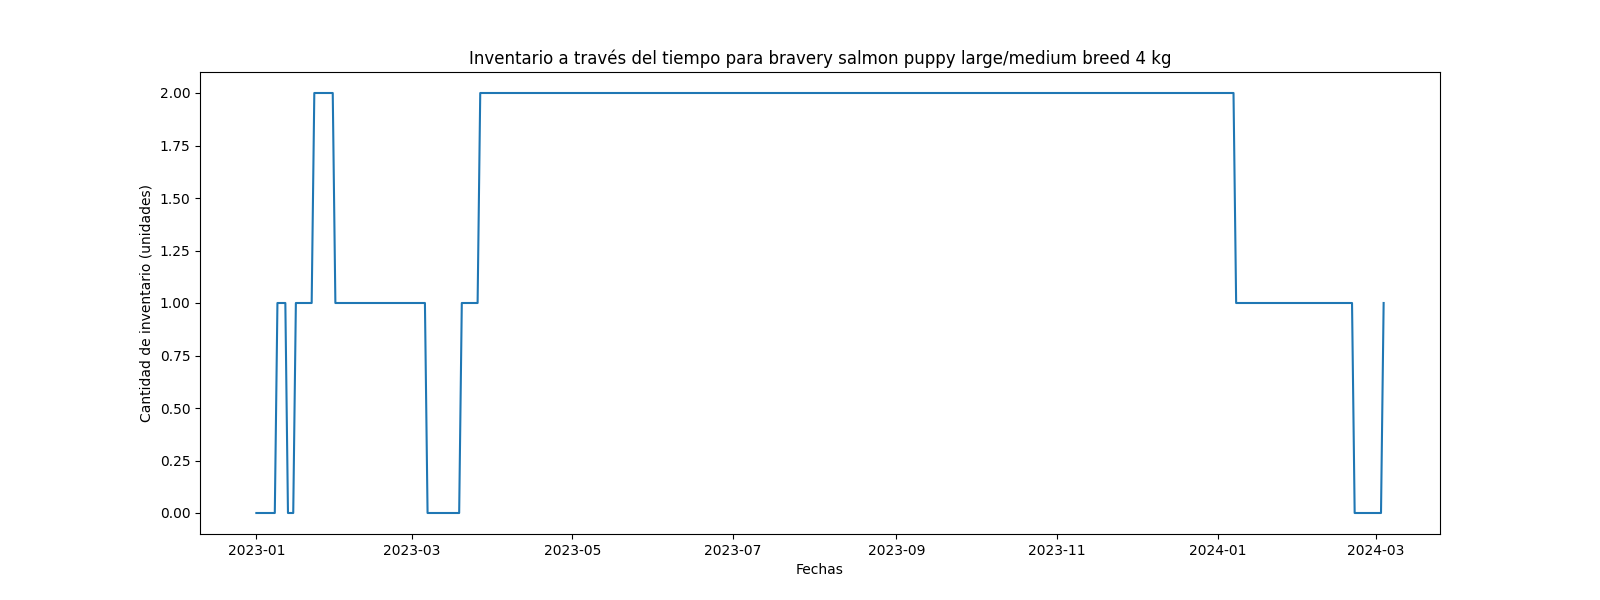 Inventario a través del tiempo para bravery salmon puppy large/medium breed 4 kg
Cantidad de inventario (unidades)
2.00
1.75
1.50
1.25
1.00
0.75
0.50
0.25
0.00
2023-01 2023-03 2023-05 2023-07 2023-09 2023-11 2024-01 2024-03
Fechas